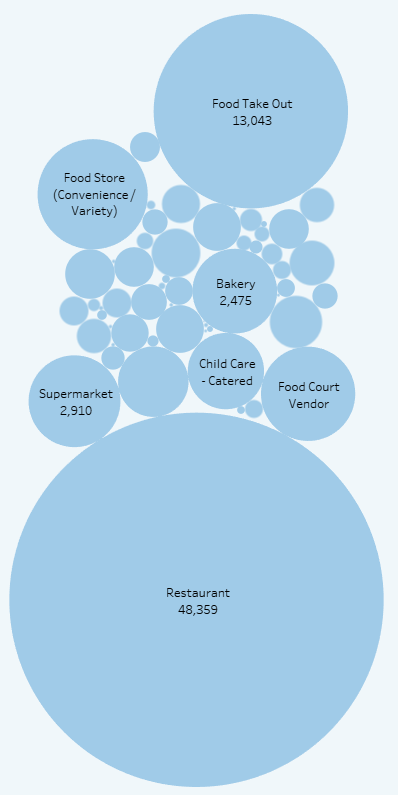 Food Take Out
13,043
Food Store
(Convenience /
Variety)
Bakery
2,475
Child Care
- Catered
Food Court
Vendor
Supermarket
2,910
Restaurant
48,359